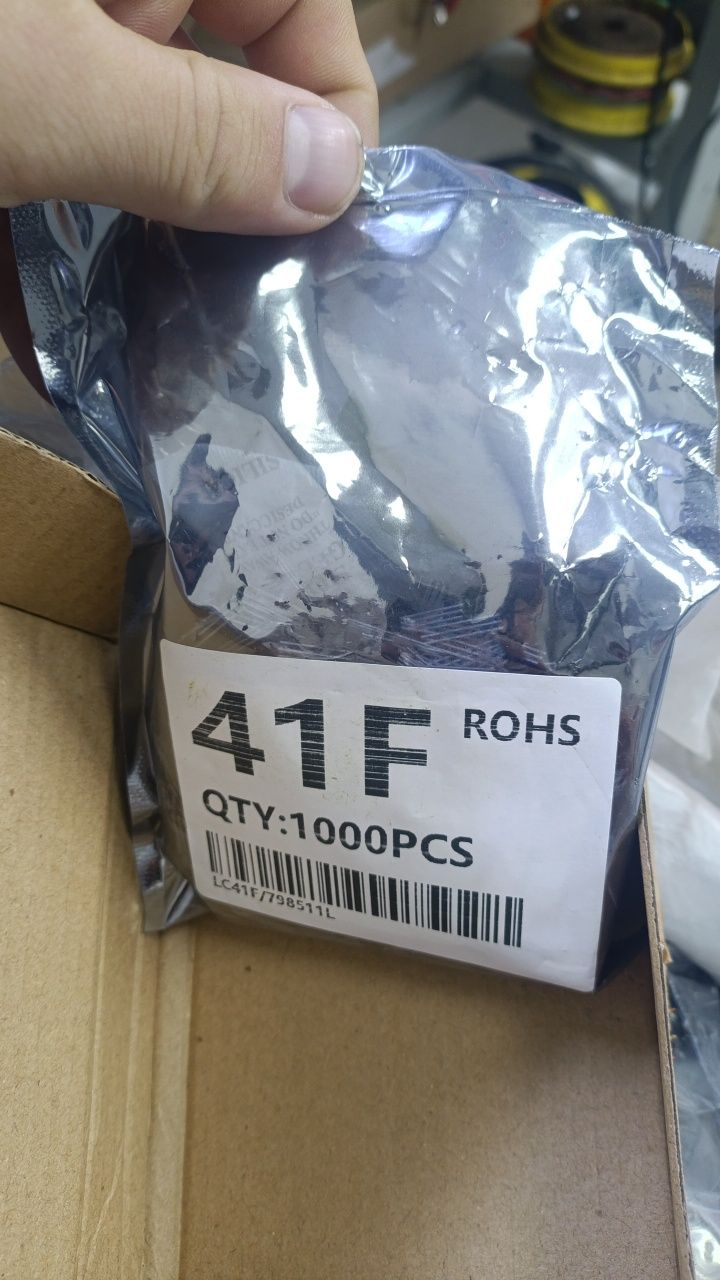 41F
ROHS
QTY:1000PCS
LC41F/798511L